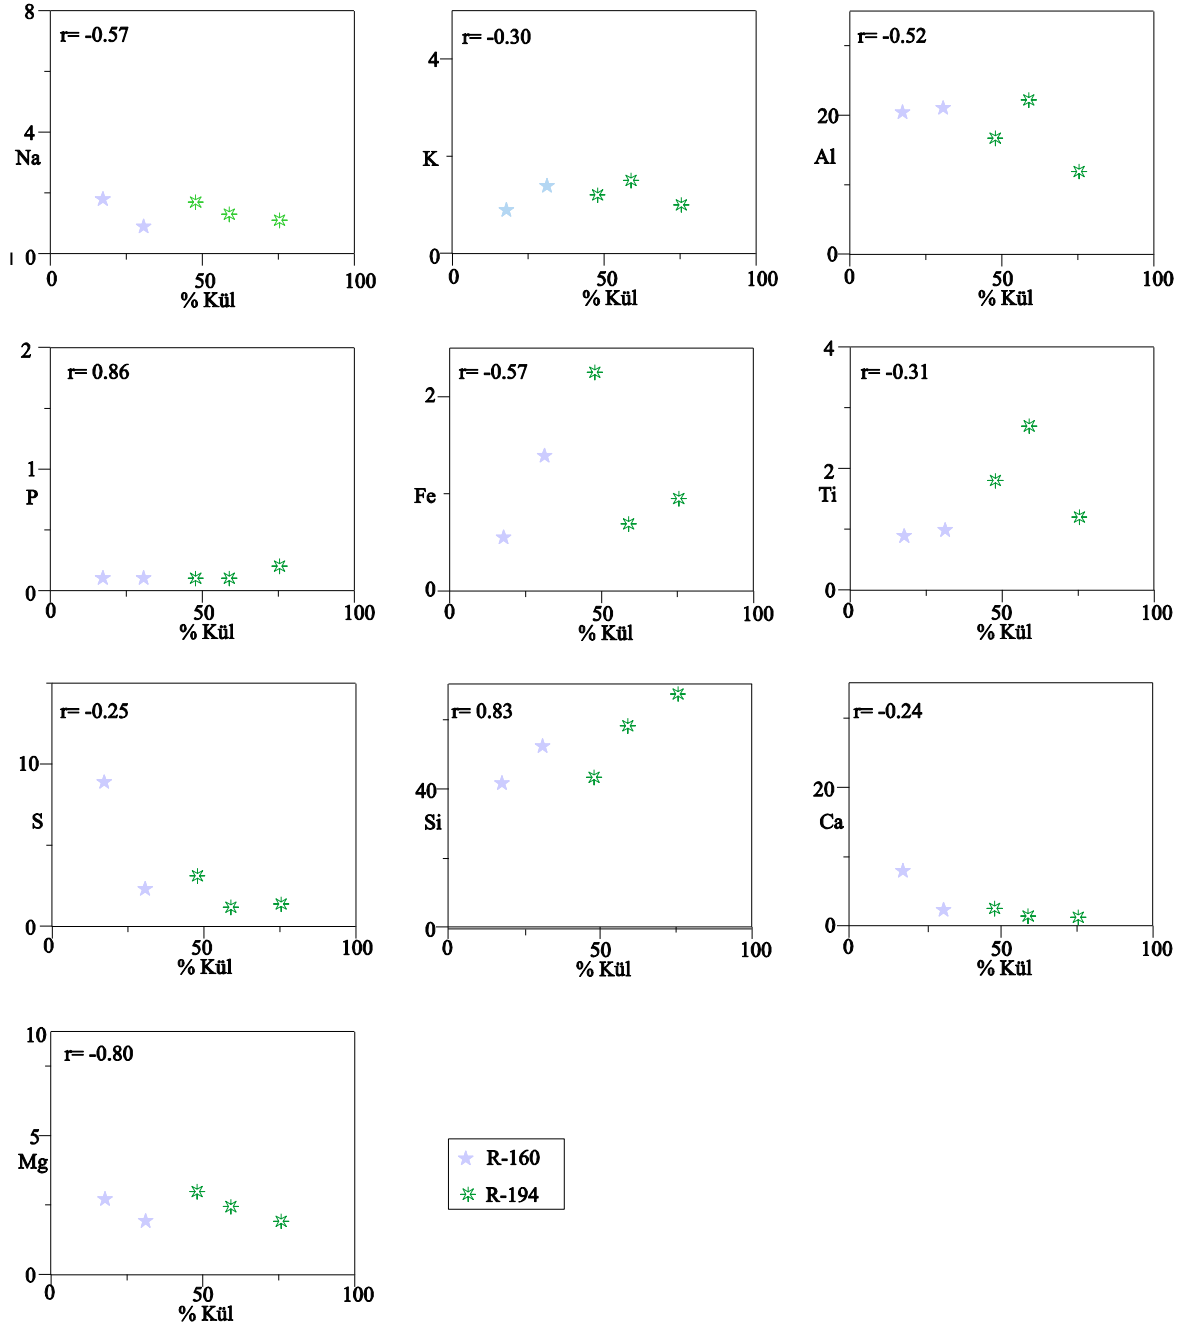 8
r= -0.57
4
Na
0
0 50 100
% Kül
r= -0.30
4
K
0
0 50 100
% Kül
r= -0.52
20
Al
0
0 50 100
% Kül
2
r= 0.86
1
P
0
0 50 100
% Kül
r= -0.57
2
Fe
0
0 50 100
% Kül
4
r= -0.31
2
Ti
0
0 50 100
% Kül
r= -0.25
10
S
0
0 50 100
% Kül
r= 0.83
40
Si
0
0 50 100
% Kül
r= -0.24
20
Ca
0
0 50 100
% Kül
10
r= -0.80
5
Mg
0
0 50 100
% Kül
R-160
R-194